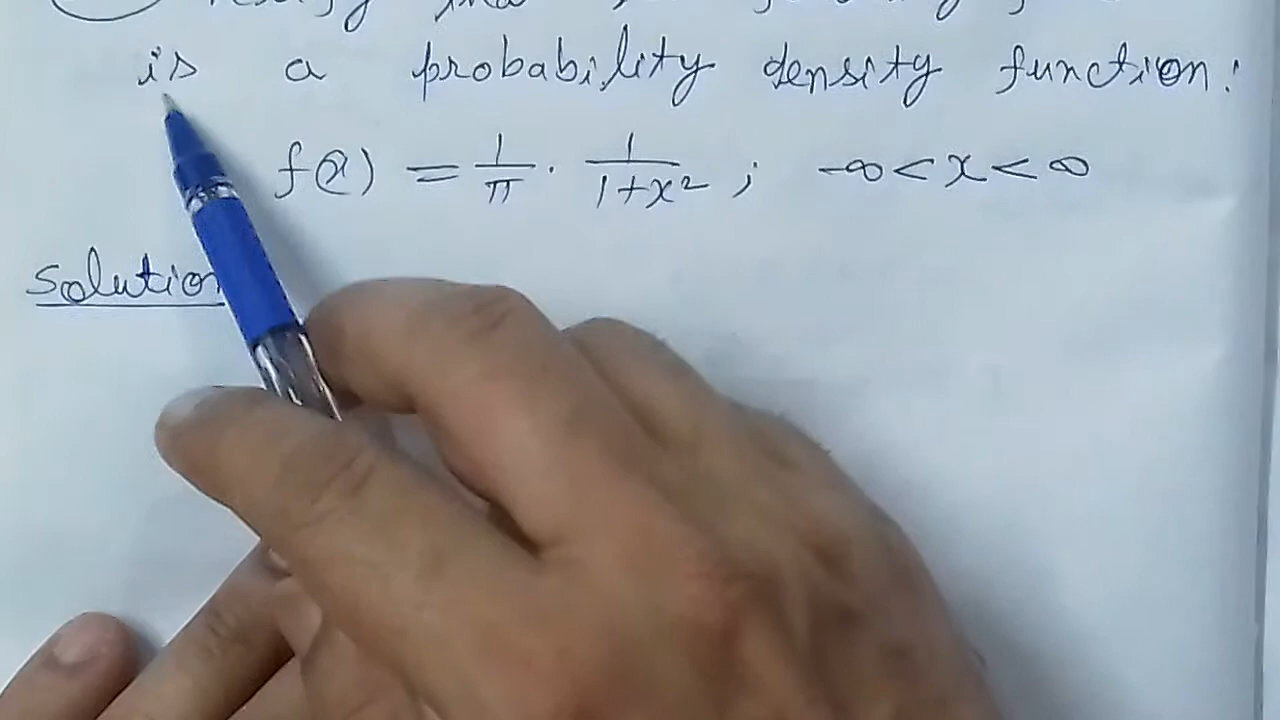 is a probability density function:
f(x) = 1/π · 1/1+x² ; -∞ < x < ∞
Solution